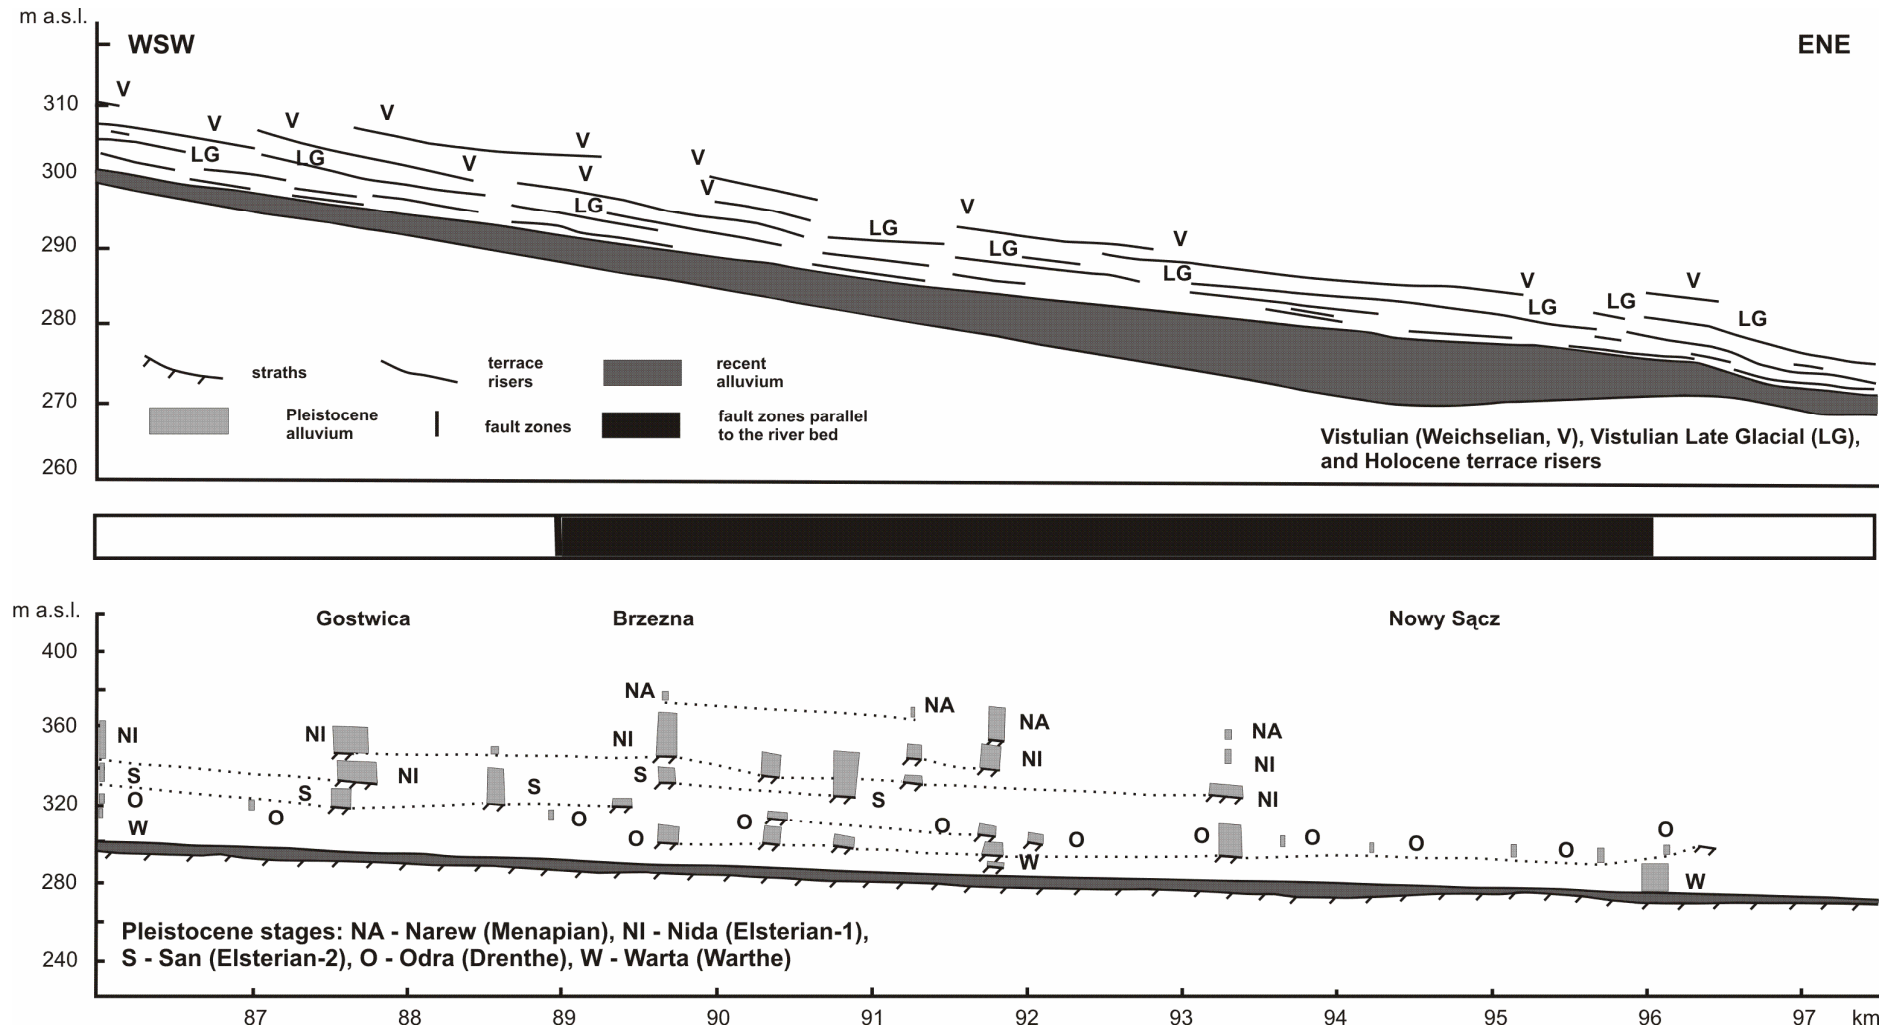 m a.s.l.
WSW
ENE
V
310
V
V
V
V
V
LG
LG
V
300
V
V
LG
V
LG
V
290
LG
V
LG
V
V
280
LG
LG
LG
straths
terrace
risers
recent
alluvium
270
Pleistocene
alluvium
fault zones
fault zones parallel
to the river bed
260
Vistulian (Weichselian, V), Vistulian Late Glacial (LG),
and Holocene terrace risers
m a.s.l.
Gostwica
Brzezna
Nowy Sącz
400
NA
NA
NA
NA
360
NI
NI
NI
NI
NI
S
NI
S
S
S
S
NI
320
O
O
O
O
O
O
O
O
O
O
O
O
W
W
W
280
240
Pleistocene stages: NA - Narew (Menapian), NI - Nida (Elsterian-1),
S - San (Elsterian-2), O - Odra (Drenthe), W - Warta (Warthe)
87
88
89
90
91
92
93
94
95
96
97
km